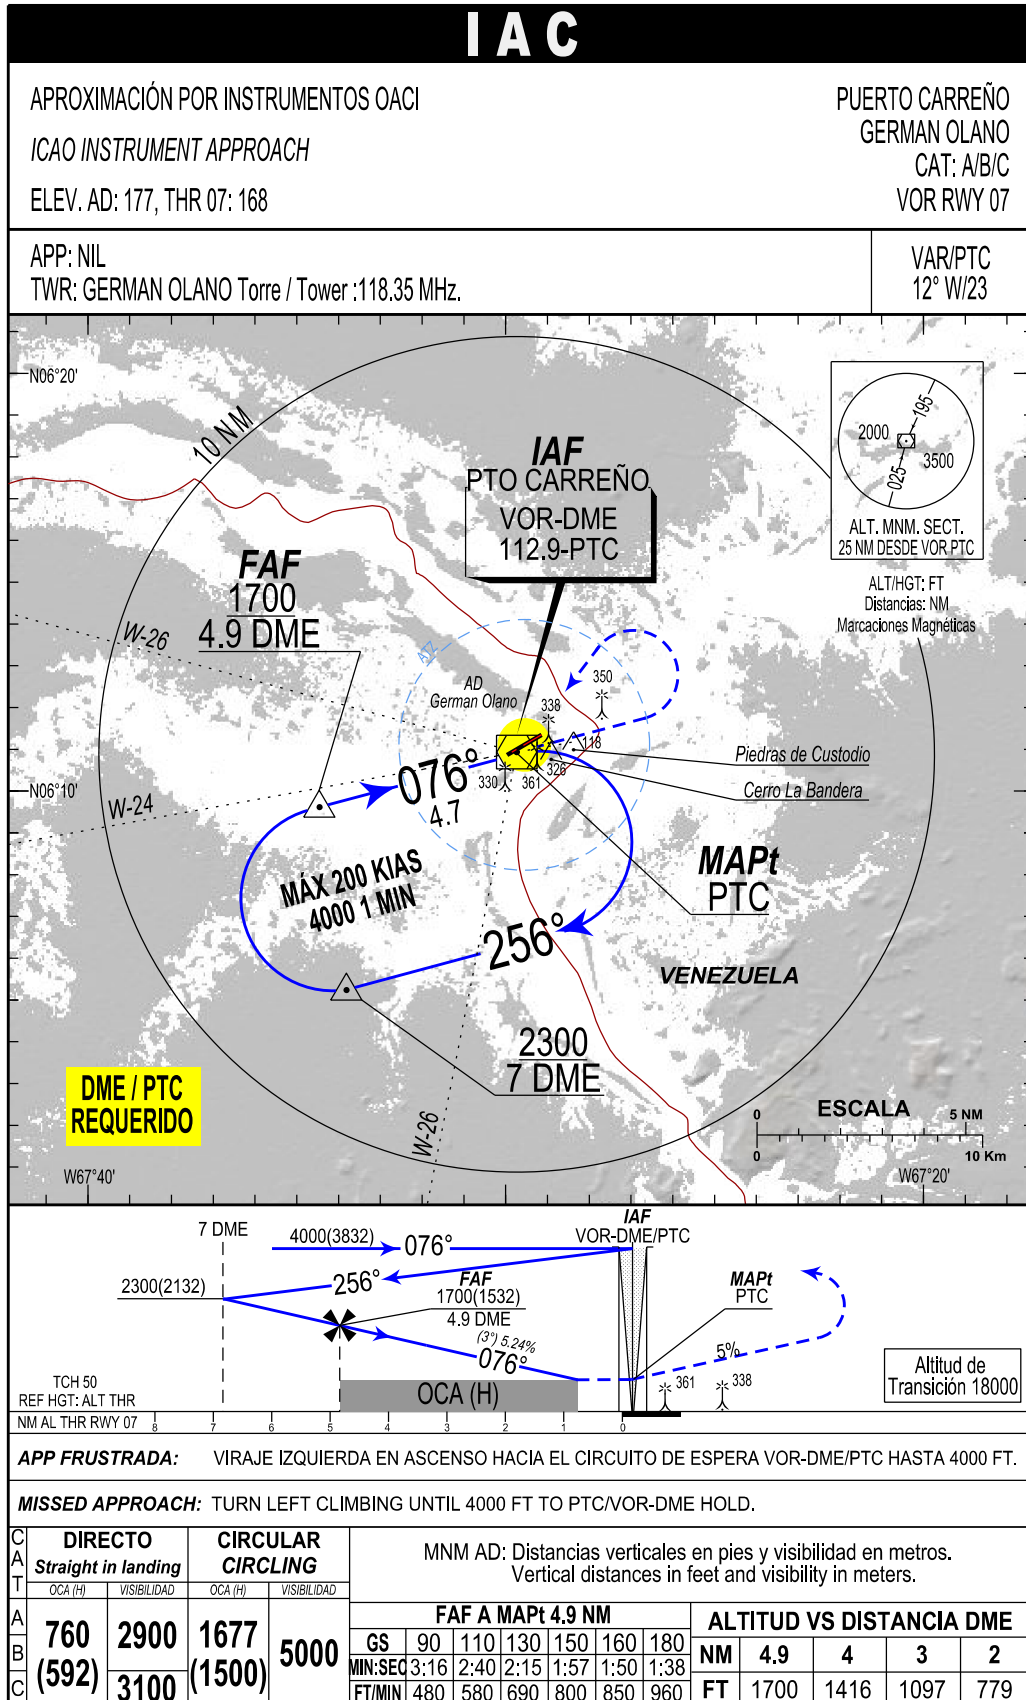 IAC
APROXIMACIÓN POR INSTRUMENTOS OACI
ICAO INSTRUMENT APPROACH
ELEV. AD: 177, THR 07: 168
PUERTO CARREÑO
GERMAN OLANO
CAT: A/B/C
VOR RWY 07
APP: NIL
TWR: GERMAN OLANO Torre / Tower :118.35 MHz.
VAR/PTC
12° W/23
N06°20'
10 NM
IAF
PTO CARREÑO
VOR-DME
112.9-PTC
195
2000
3500
025
ALT. MNM. SECT.
25 NM DESDE VOR PTC
ALT/HGT: FT
Distancias: NM
Marcaciones Magnéticas
FAF
1700
4.9 DME
W-26
ATZ
AD
German Olano
350
338
118
326
361
330
Piedras de Custodio
Cerro La Bandera
076°
4.7
N06°10'
W-24
MÁX 200 KIAS
4000 1 MIN
MAPt
PTC
256°
VENEZUELA
2300
7 DME
DME / PTC
REQUERIDO
W-26
ESCALA
0 5 NM
0 10 Km
W67°40'
W67°20'
7 DME
4000(3832)
076°
IAF
VOR-DME/PTC
2300(2132)
256°
FAF
1700(1532)
4.9 DME
(3°) 5.24%
076°
MAPt
PTC
5%
361
338
Altitud de
Transición 18000
TCH 50
REF HGT: ALT THR
OCA (H)
NM AL THR RWY 07
8 7 6 5 4 3 2 1 0
APP FRUSTRADA: VIRAJE IZQUIERDA EN ASCENSO HACIA EL CIRCUITO DE ESPERA VOR-DME/PTC HASTA 4000 FT.
MISSED APPROACH: TURN LEFT CLIMBING UNTIL 4000 FT TO PTC/VOR-DME HOLD.
CAT
DIRECTO
Straight in landing
CIRCULAR
CIRCLING
OCA (H) VISIBILIDAD OCA (H) VISIBILIDAD
A
B
C
760
(592)
2900
3100
1677
(1500)
5000
MNM AD: Distancias verticales en pies y visibilidad en metros.
Vertical distances in feet and visibility in meters.
FAF A MAPt 4.9 NM
GS 90 110 130 150 160 180
MIN:SEC 3:16 2:40 2:15 1:57 1:50 1:38
FT/MIN 480 580 690 800 850 960
ALTITUD VS DISTANCIA DME
NM 4.9 4 3 2
FT 1700 1416 1097 779